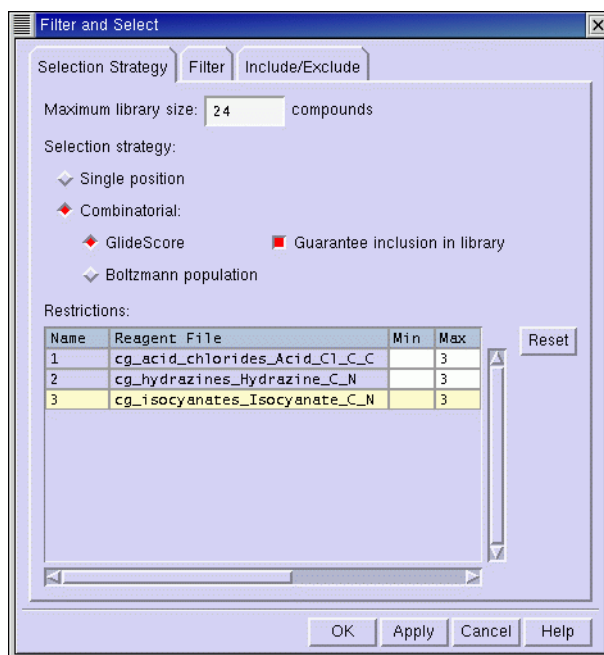 Filter and Select
Selection Strategy Filter Include/Exclude
Maximum library size: 24 compounds
Selection strategy:
Single position
Combinatorial:
GlideScore Guarantee inclusion in library
Boltzmann population
Restrictions:
Name Reagent File Min Max Reset
1 cg_acid_chlorides_Acid_Cl_C_C 3
2 cg_hydrazines_Hydrazine_C_N 3
3 cg_isocyanates_Isocyanate_C_N 3
OK Apply Cancel Help